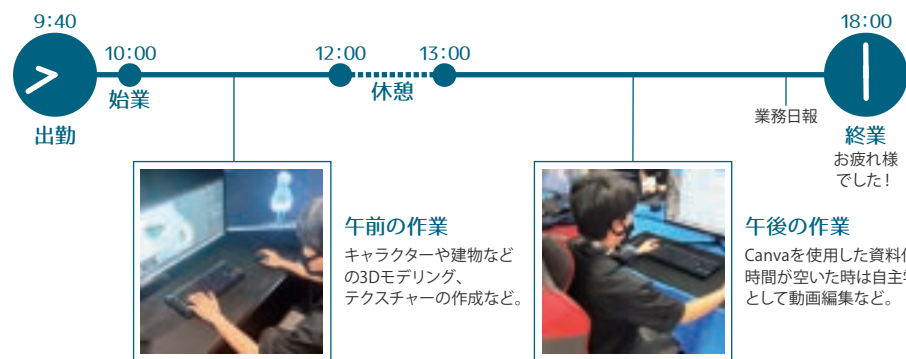 9:40
10:00
12:00
13:00
18:00
始業
休憩
出勤
業務日報
終業
お疲れ様
でした！
午前の作業
キャラクターや建物など
の3Dモデリング、
テクスチャーの作成など。
午後の作業
Canvaを使用した資料
時間が空いた時は自主
として動画編集など。